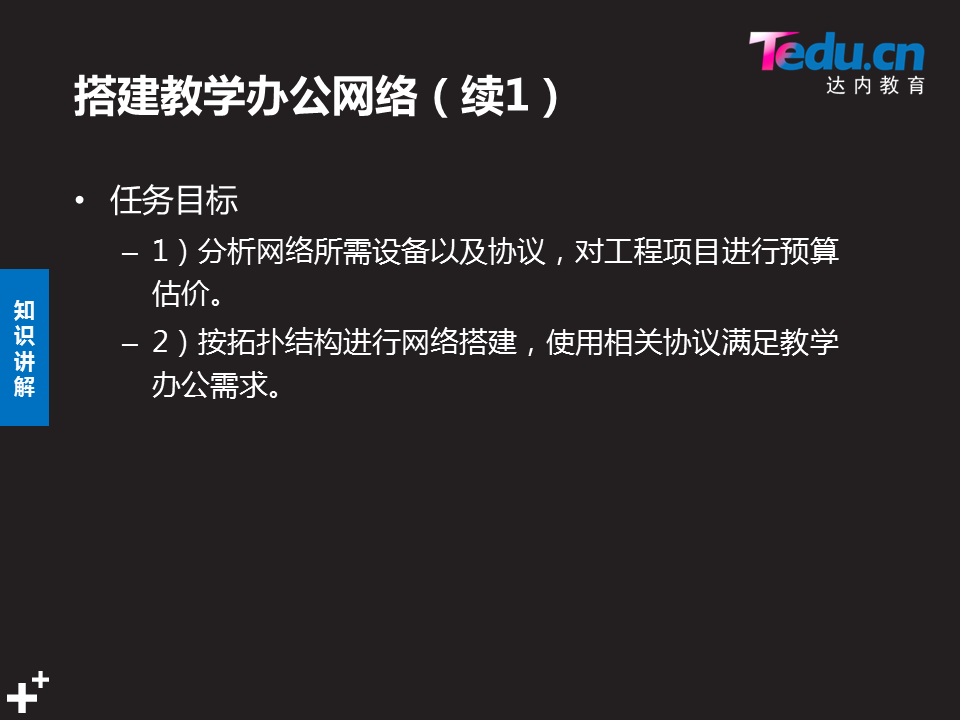 Tedu.cn
达内教育
搭建教学办公网络（续1）
• 任务目标
– 1）分析网络所需设备以及协议，对工程项目进行预算
估价。
– 2）按拓扑结构进行网络搭建，使用相关协议满足教学
办公需求。
知
识
讲
解